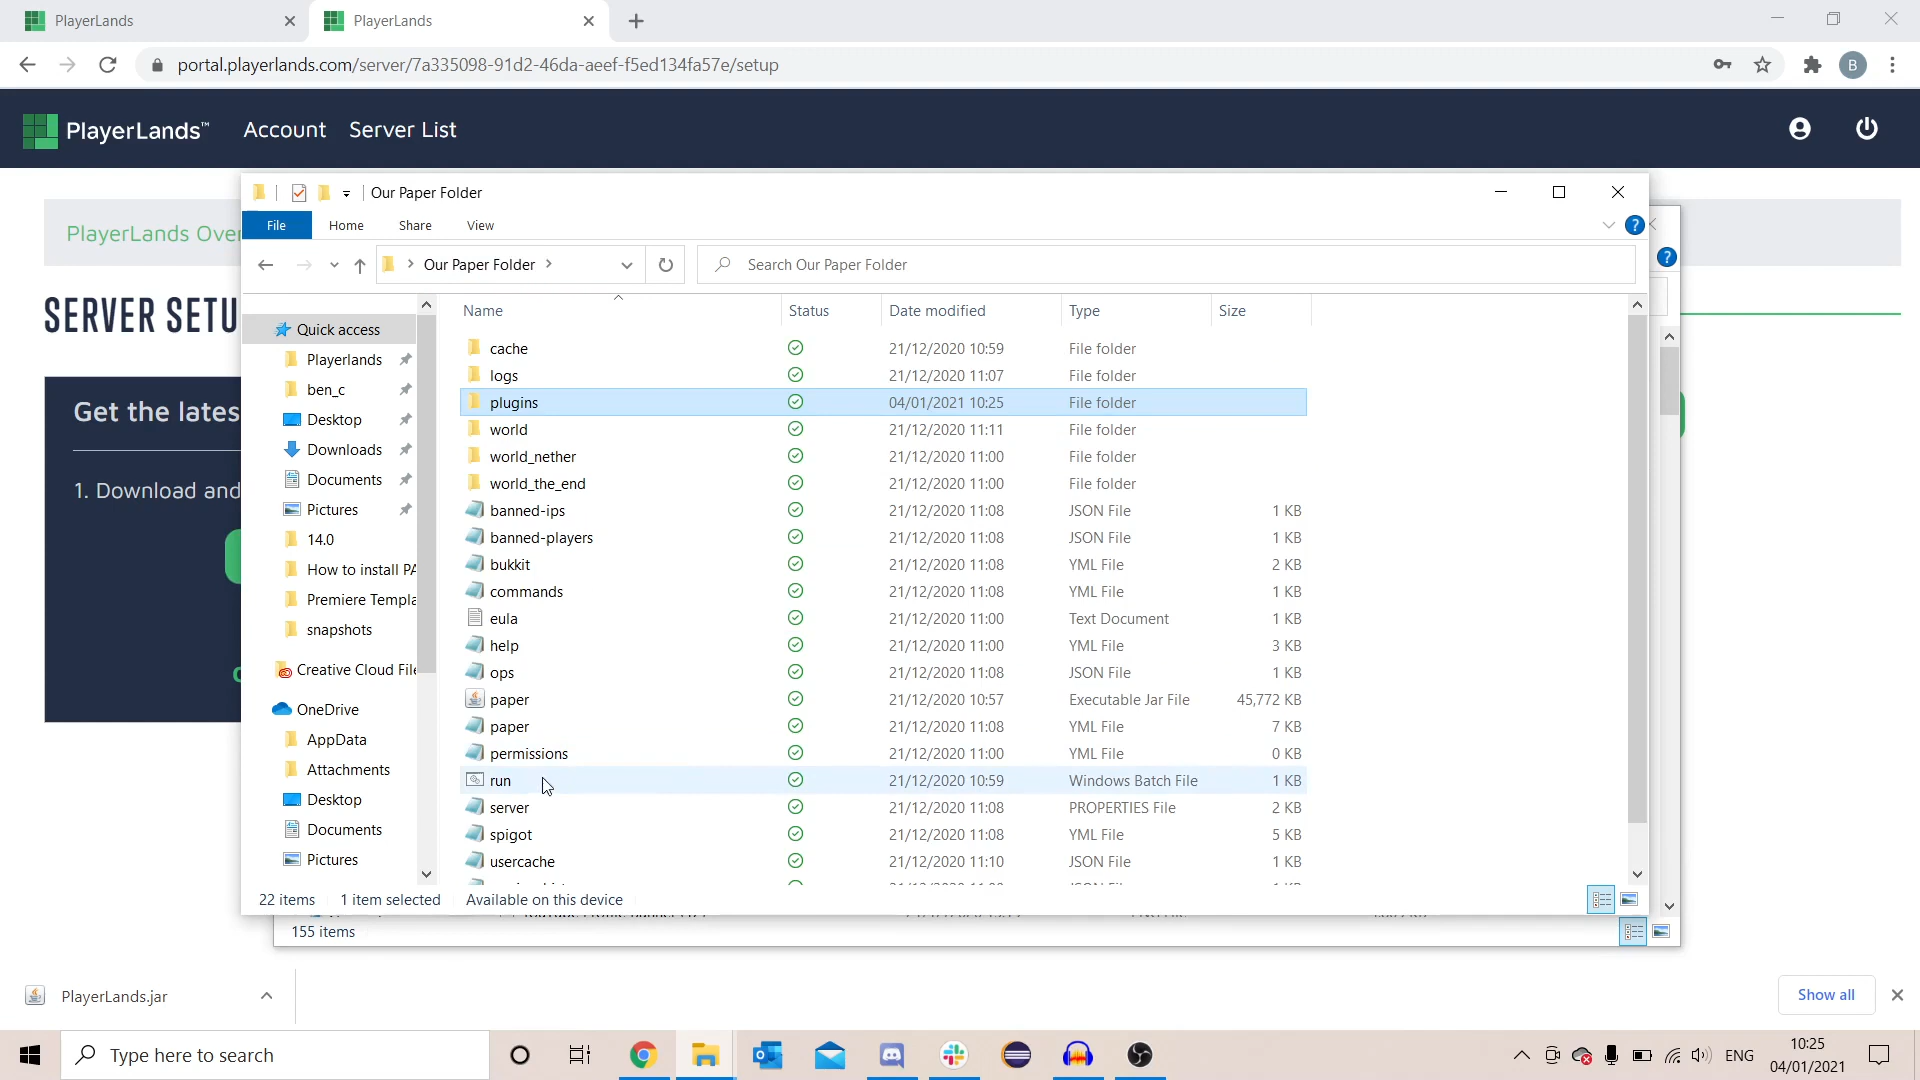 PlayerLands
PlayerLands
portal.playerlands.com/server/7a335098-91d2-46da-aeef-f5ed134fa57e/setup
B
PlayerLands™
Account
Server List
PlayerLands Over
SERVER SETU
Get the lates
1. Download and
Our Paper Folder
File
Home
Share
View
Our Paper Folder
Search Our Paper Folder
Quick access
Playerlands
ben_c
Desktop
Downloads
Documents
Pictures
14.0
How to install PA
Premiere Templa
snapshots
Creative Cloud File
OneDrive
AppData
Attachments
Desktop
Documents
Pictures
Name Status Date modified Type Size
cache 21/12/2020 10:59 File folder
logs 21/12/2020 11:07 File folder
plugins 04/01/2021 10:25 File folder
world 21/12/2020 11:11 File folder
world_nether 21/12/2020 11:00 File folder
world_the_end 21/12/2020 11:00 File folder
banned-ips 21/12/2020 11:08 JSON File 1 KB
banned-players 21/12/2020 11:08 JSON File 1 KB
bukkit 21/12/2020 11:08 YML File 2 KB
commands 21/12/2020 11:08 YML File 1 KB
eula 21/12/2020 11:00 Text Document 1 KB
help 21/12/2020 11:00 YML File 3 KB
ops 21/12/2020 11:08 JSON File 1 KB
paper 21/12/2020 10:57 Executable Jar File 45,772 KB
paper 21/12/2020 11:08 YML File 7 KB
permissions 21/12/2020 11:00 YML File 0 KB
run 21/12/2020 10:59 Windows Batch File 1 KB
server 21/12/2020 11:08 PROPERTIES File 2 KB
spigot 21/12/2020 11:08 YML File 5 KB
usercache 21/12/2020 11:10 JSON File 1 KB
22 items 1 item selected Available on this device
155 items
PlayerLands.jar
Show all
Type here to search
ENG
10:25
04/01/2021